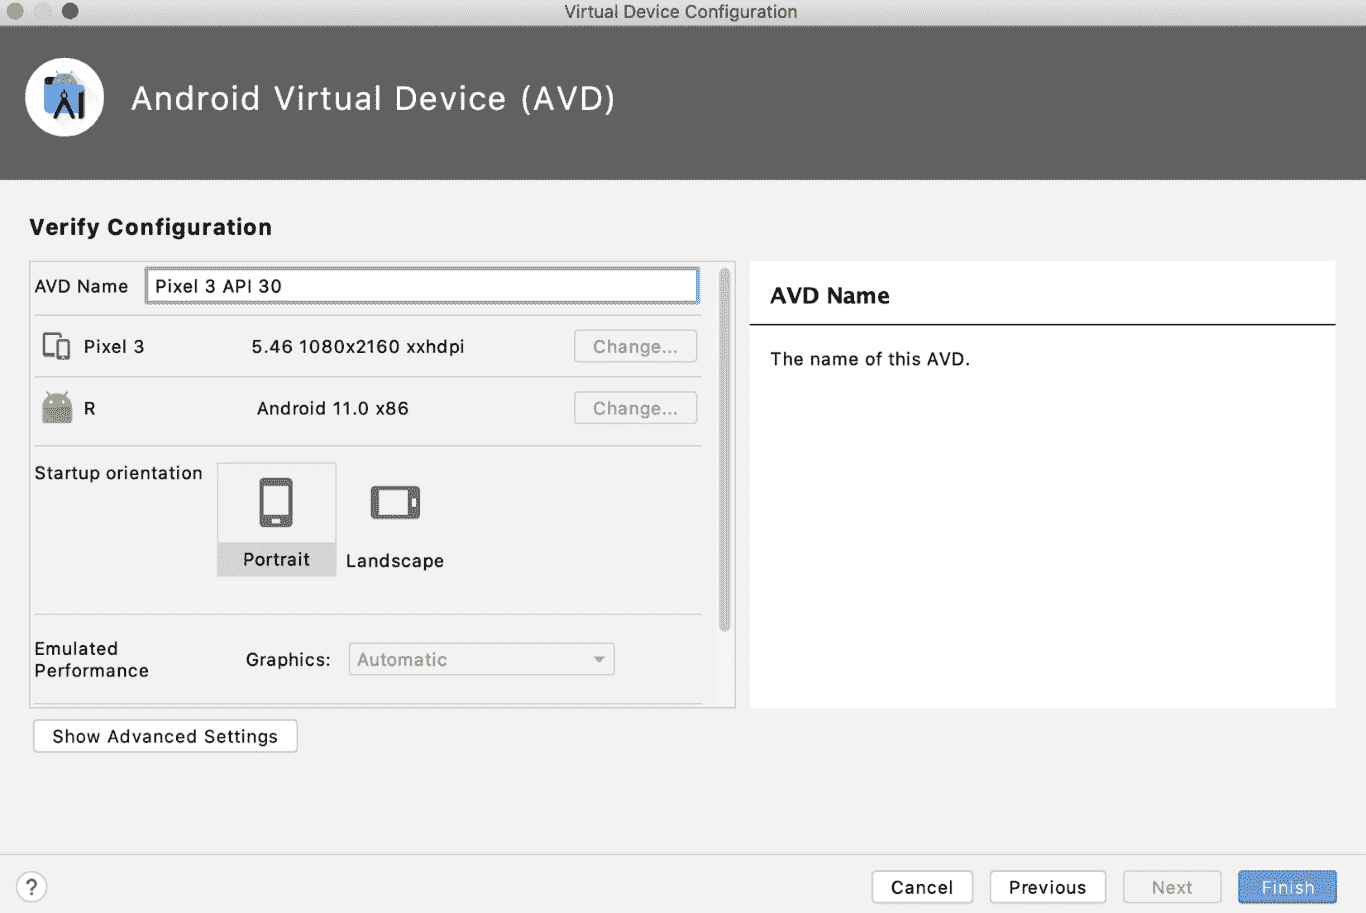 Virtual Device Configuration
Android Virtual Device (AVD)
Verify Configuration
AVD Name Pixel 3 API 30
Pixel 3 5.46 1080x2160 xxhdpi Change...
R Android 11.0 x86 Change...
Startup orientation
Portrait Landscape
Emulated
Performance
Graphics: Automatic
Show Advanced Settings
AVD Name
The name of this AVD.
? Cancel Previous Next Finish